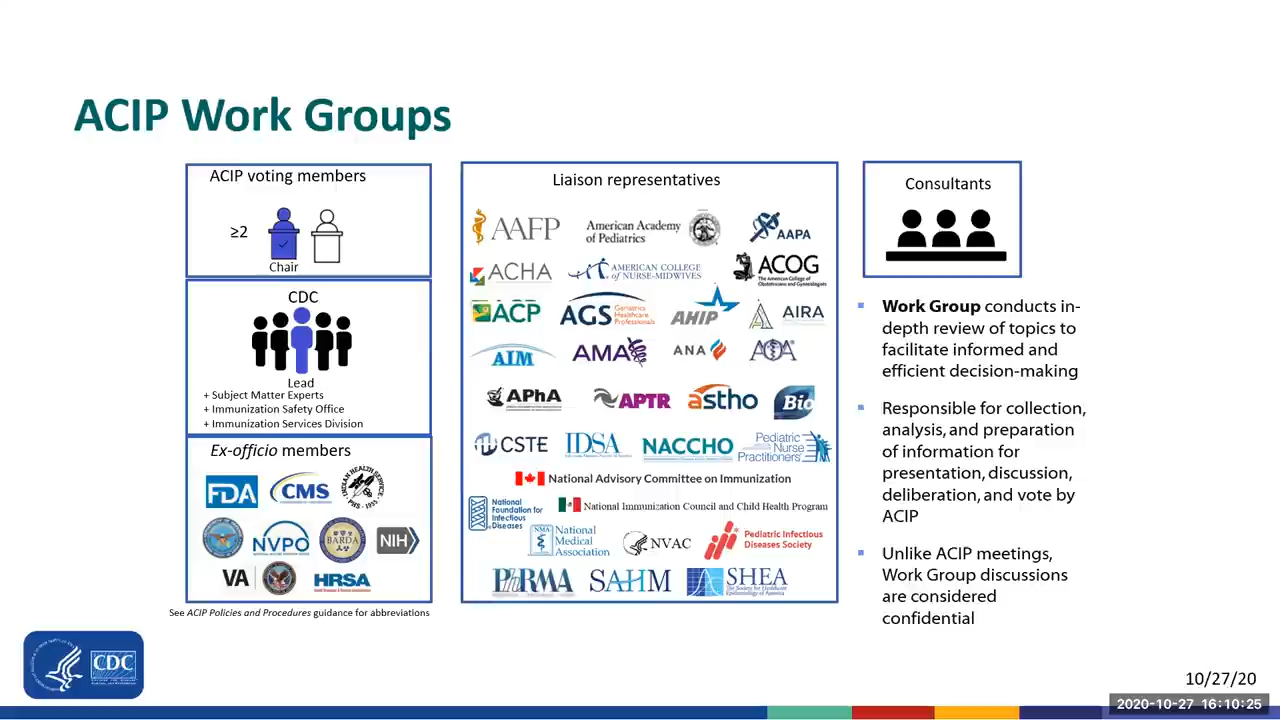 ACIP Work Groups
ACIP voting members
≥2
Chair
CDC
Lead
+ Subject Matter Experts
+ Immunization Safety Office
+ Immunization Services Division
Ex-officio members
FDA
CMS
INDIAN HEALTH SERVICE
PHS - 1955
NVPO
BARDA
NIH
VA
HRSA
See ACIP Policies and Procedures guidance for abbreviations
Liaison representatives
AAFP
American Academy
of Pediatrics
AAPA
ACHA
AMERICAN COLLEGE
of NURSE-MIDWIVES
ACOG
The American College of
Obstetricians and Gynecologists
ACP
AGS
Geriatrics
Healthcare
Professionals
AHIP
AIRA
AIM
AMA
ANA
AOA
APhA
APTR
astho
Bio
CSTE
IDSA
NACCHO
Pediatric
Nurse
Practitioners
National Advisory Committee on Immunization
National
Foundation for
Infectious
Diseases
National Immunization Council and Child Health Program
NMA
National
Medical
Association
NVAC
Pediatric Infectious
Diseases Society
PhRMA
SAHM
SHEA
The Society for Healthcare
Epidemiology of America
Consultants
Work Group conducts in-
depth review of topics to
facilitate informed and
efficient decision-making
Responsible for collection,
analysis, and preparation
of information for
presentation, discussion,
deliberation, and vote by
ACIP
Unlike ACIP meetings,
Work Group discussions
are considered
confidential
CDC
10/27/20
2020-10-27 16:10:25